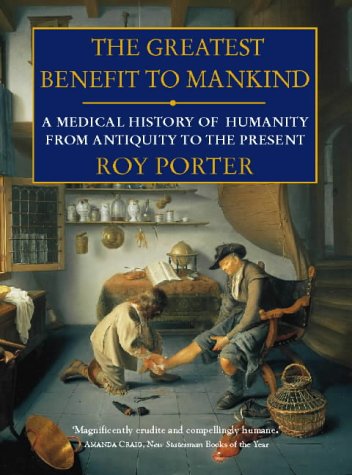 THE GREATEST
BENEFIT TO MANKIND
A MEDICAL HISTORY OF HUMANITY
FROM ANTIQUITY TO THE PRESENT
ROY PORTER
'Magnificently erudite and compellingly humane.'
AMANDA CRAIG, New Statesman Books of the Year